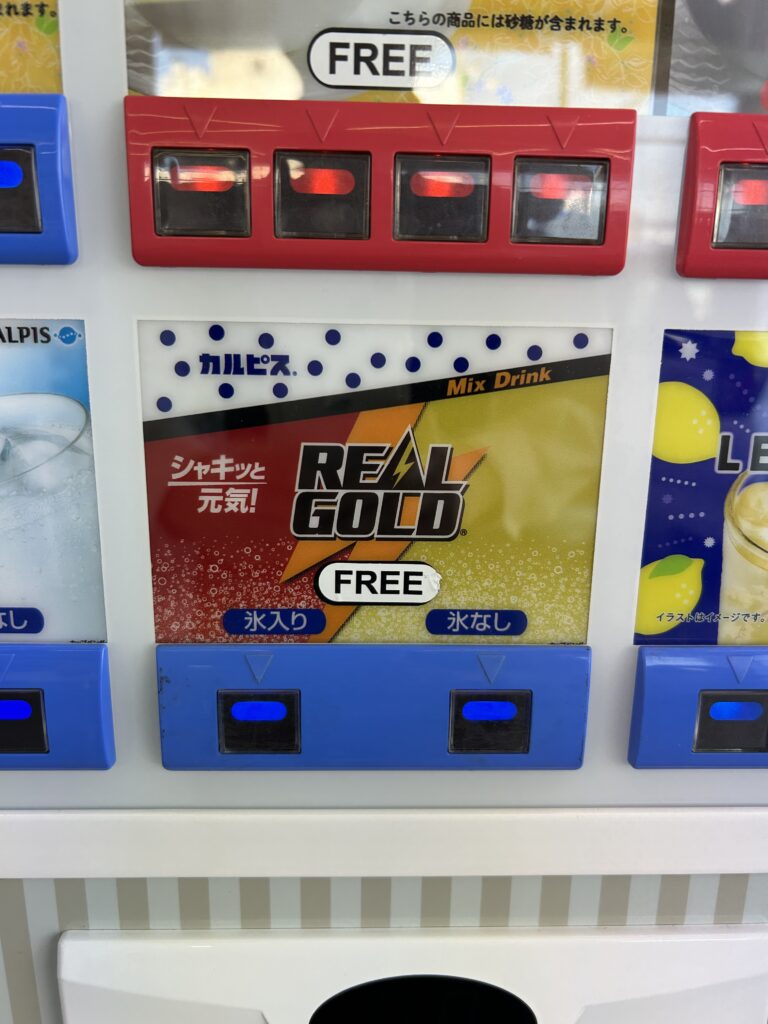 こちらの商品には砂糖が含まれます。
FREE
ALPIS
カルピス®
Mix Drink
シャキッと
元気!
REAL
GOLD®
FREE
氷入り
氷なし
なし
LE
イラストはイメージです。